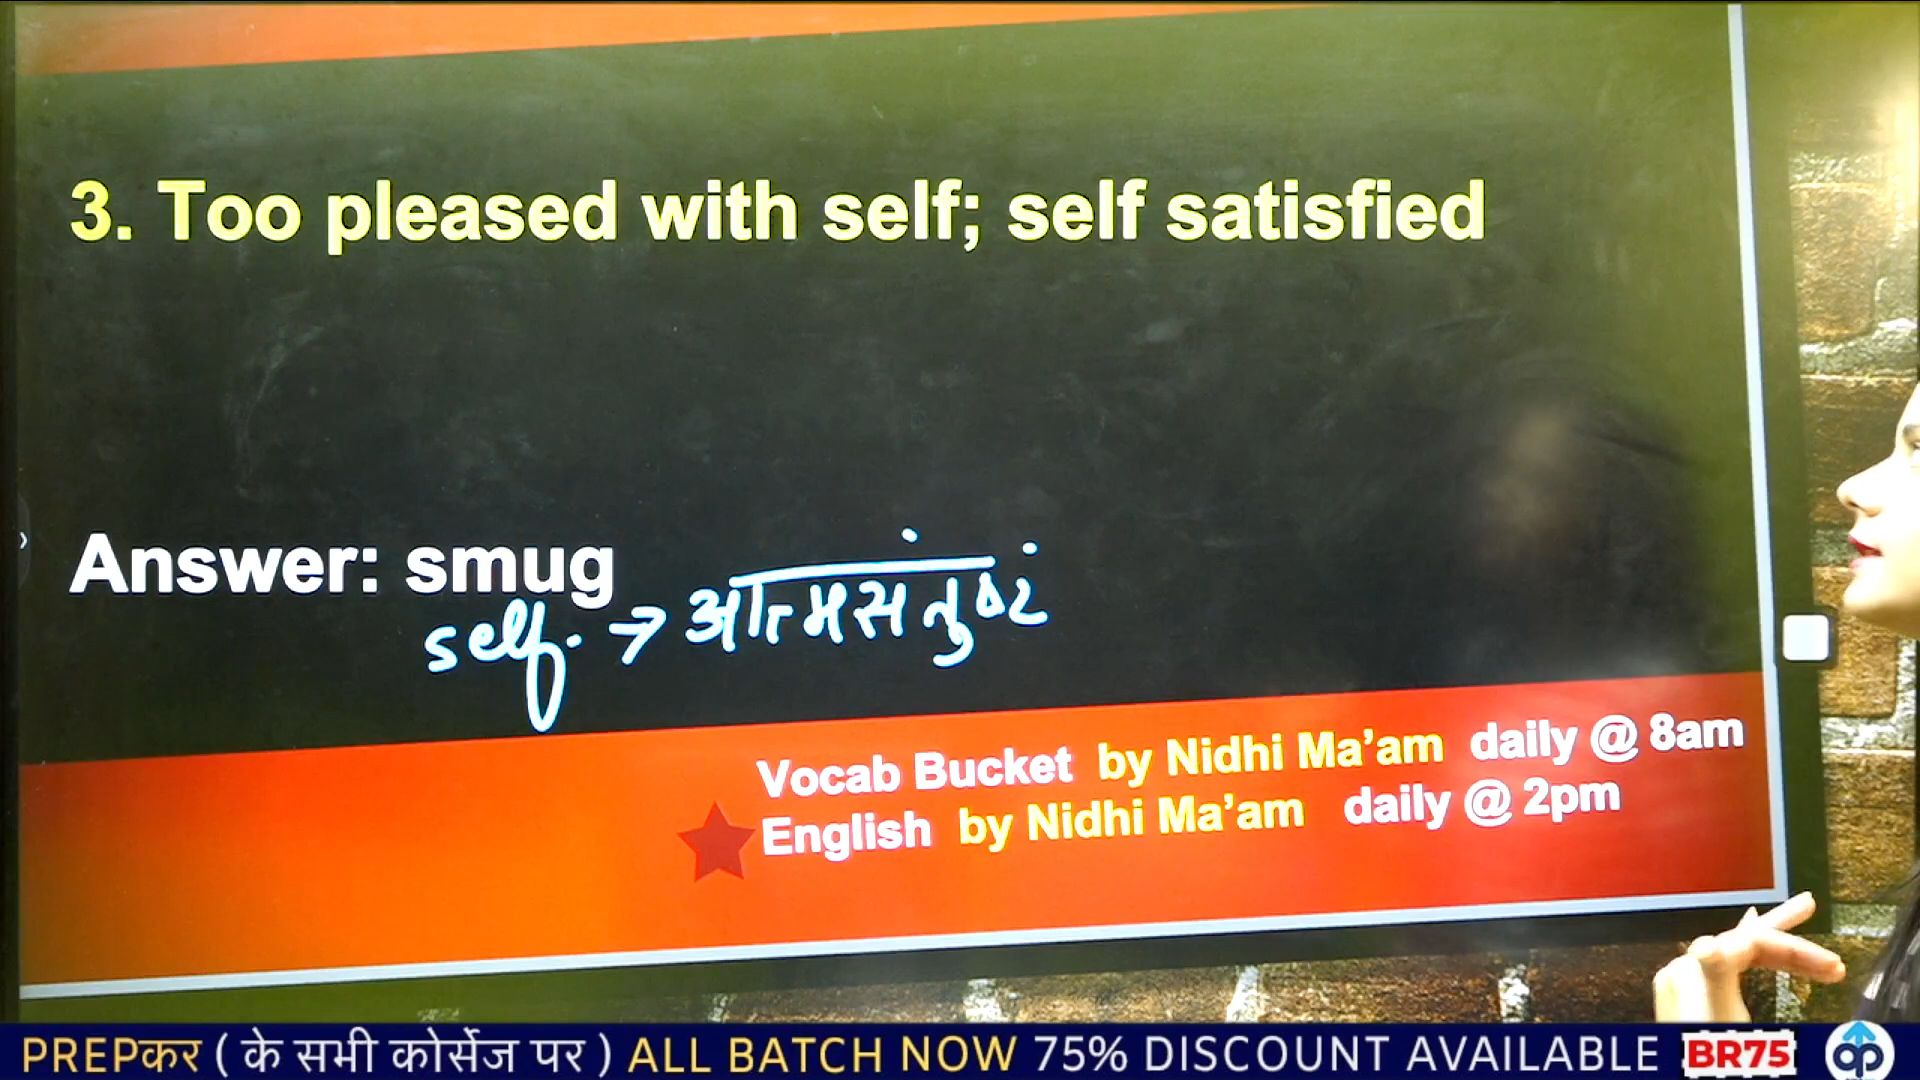 3. Too pleased with self; self satisfied
Answer: smug
self. → आत्मसंतुष्ट
Vocab Bucket by Nidhi Ma’am daily @ 8am
English by Nidhi Ma’am daily @ 2pm
PREPकर ( के सभी कोर्सेज पर ) ALL BATCH NOW 75% DISCOUNT AVAILABLE BR75